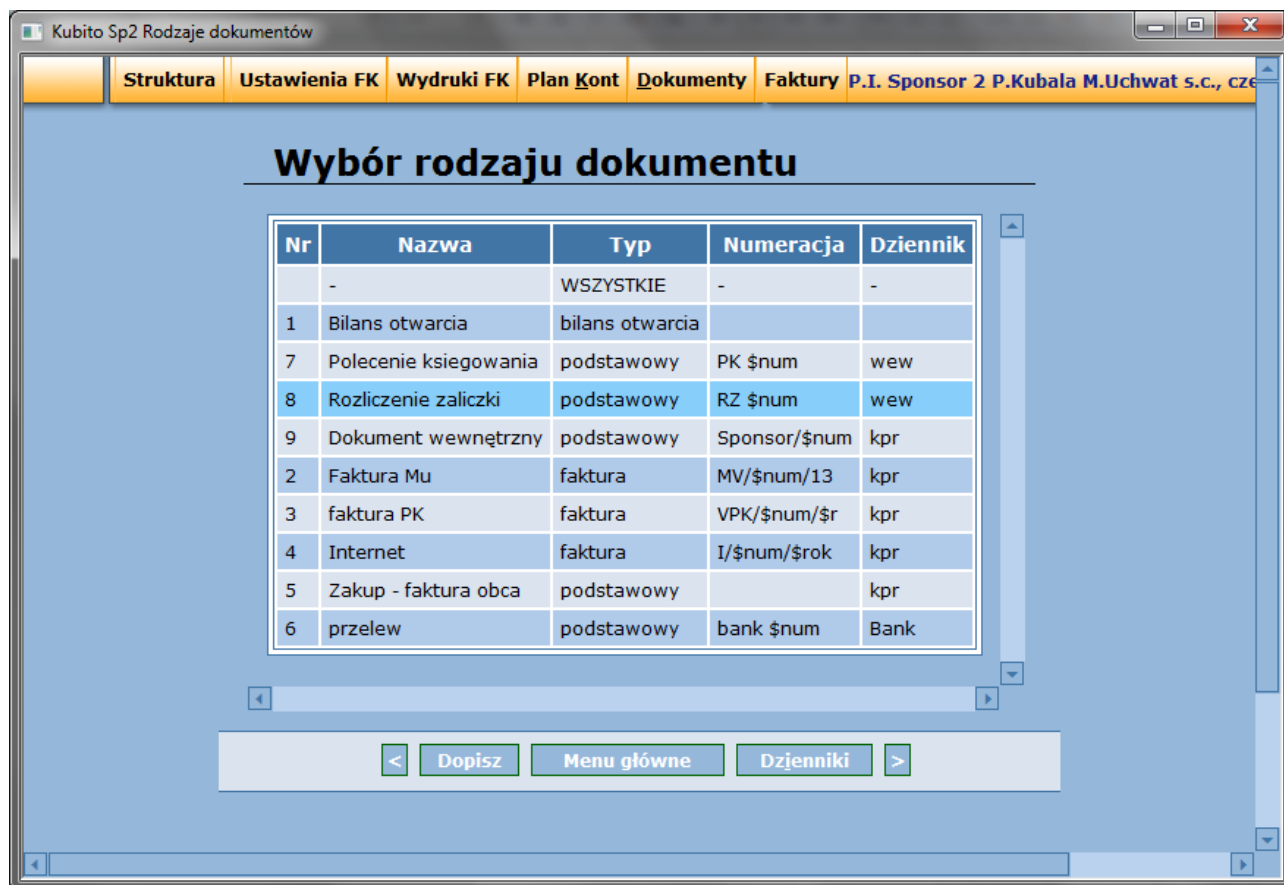 Kubito Sp2 Rodzaje dokumentów
Struktura Ustawienia FK Wydruki FK Plan Kont Dokumenty Faktury P.I. Sponsor 2 P.Kubala M.Uchwat s.c., cze
Wybór rodzaju dokumentu
Nr Nazwa Typ Numeracja Dziennik
- WSZYSTKIE - -
1 Bilans otwarcia bilans otwarcia
7 Polecenie ksiegowania podstawowy PK $num wew
8 Rozliczenie zaliczki podstawowy RZ $num wew
9 Dokument wewnętrzny podstawowy Sponsor/$num kpr
2 Faktura Mu faktura MV/$num/13 kpr
3 faktura PK faktura VPK/$num/$r kpr
4 Internet faktura I/$num/$rok kpr
5 Zakup - faktura obca podstawowy kpr
6 przelew podstawowy bank $num Bank
< Dopisz Menu główne Dzienniki >